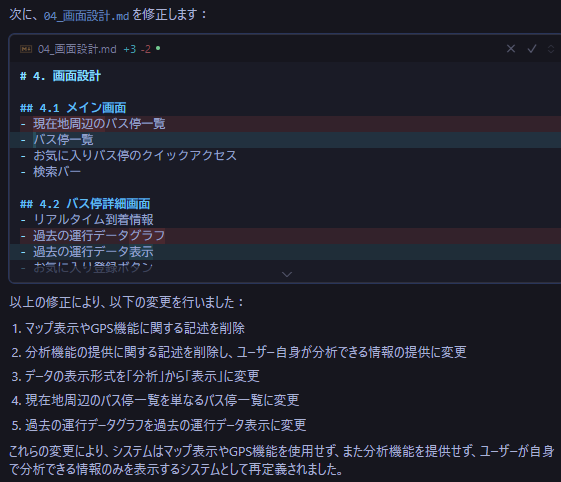 次に、04_画面設計.md を修正します：
04_画面設計.md +3 -2
# 4. 画面設計
## 4.1 メイン画面
- 現在地周辺のバス停一覧
- バス停一覧
- お気に入りバス停のクイックアクセス
- 検索バー
## 4.2 バス停詳細画面
- リアルタイム到着情報
- 過去の運行データグラフ
- 過去の運行データ表示
- お気に入り登録ボタン
以上の修正により、以下の変更を行いました：
1. マップ表示やGPS機能に関する記述を削除
2. 分析機能の提供に関する記述を削除し、ユーザー自身が分析できる情報の提供に変更
3. データの表示形式を「分析」から「表示」に変更
4. 現在地周辺のバス停一覧を単なるバス停一覧に変更
5. 過去の運行データグラフを過去の運行データ表示に変更
これらの変更により、システムはマップ表示やGPS機能を使用せず、また分析機能を提供せず、ユーザーが自身
で分析できる情報のみを表示するシステムとして再定義されました。